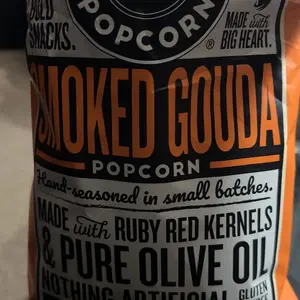 BOLD
SNACKS.
POPCORN
®
MADE with
BIG HEART.
SMOKED GOUDA
POPCORN
Hand-seasoned in small batches.
MADE with RUBY RED KERNELS
& PURE OLIVE OIL
NOTHING ARTIFICIAL
GLUTEN